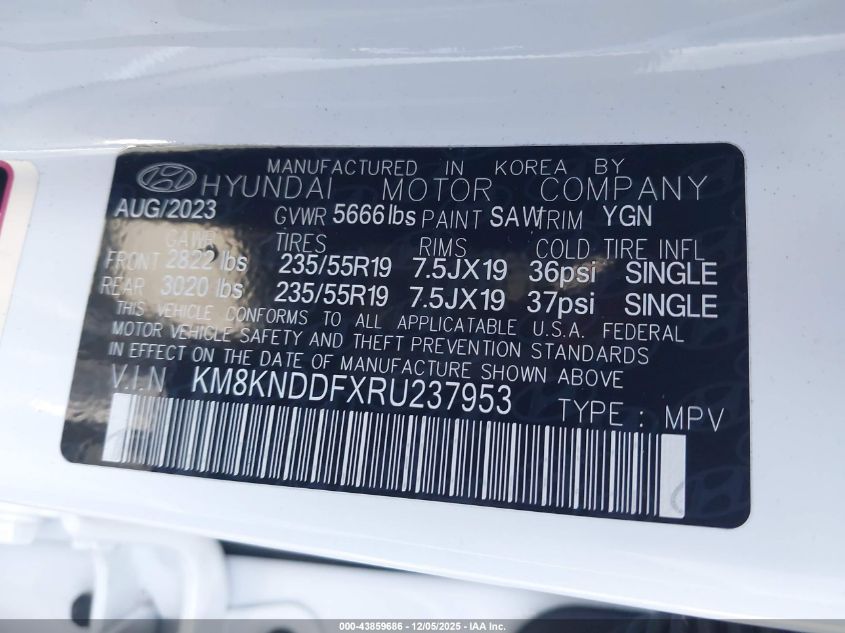 MANUFACTURED IN KOREA BY
HYUNDAI MOTOR COMPANY
AUG/2023 GVWR 5666lbs PAINT SAW TRIM YGN
GAWR TIRES RIMS COLD TIRE INFL
FRONT 2822 lbs 235/55R19 7.5JX19 36psi SINGLE
REAR 3020 lbs 235/55R19 7.5JX19 37psi SINGLE
THIS VEHICLE CONFORMS TO ALL APPLICATABLE U.S.A. FEDERAL
MOTOR VEHICLE SAFETY AND THEFT PREVENTION STANDARDS
IN EFFECT ON THE DATE OF MANUFACTURE SHOWN ABOVE
V.I.N. KM8KNDDFXRU237953 TYPE : MPV
000-43859686 - 12/05/2025 - IAA Inc.